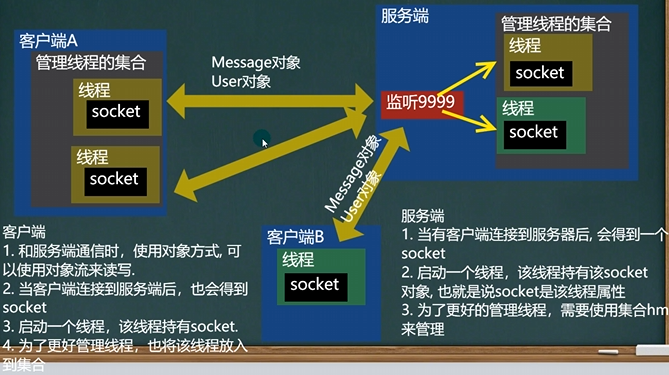 客户端A
管理线程的集合
线程
socket
线程
socket
Message对象
User对象
服务端
监听9999
管理线程的集合
线程
socket
线程
socket
Message对象
User对象
客户端B
线程
socket
客户端
1. 和服务端通信时，使用对象方式, 可
以使用对象流来读写.
2. 当客户端连接到服务端后，也会得到
socket
3. 启动一个线程，该线程持有socket.
4. 为了更好管理线程，也将该线程放入
到集合
服务端
1. 当有客户端连接到服务器后, 会得到一个
socket
2. 启动一个线程，该线程持有该socket
对象, 也就是说socket是该线程属性
3. 为了更好的管理线程，需要使用集合hm
来管理